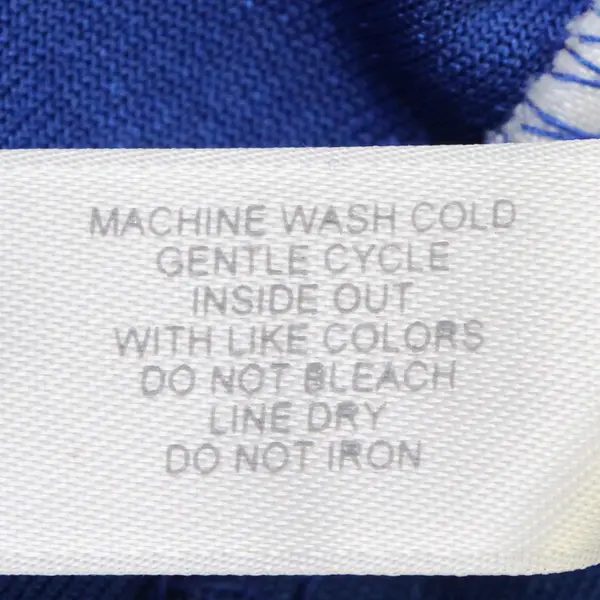 MACHINE WASH COLD
GENTLE CYCLE
INSIDE OUT
WITH LIKE COLORS
DO NOT BLEACH
LINE DRY
DO NOT IRON